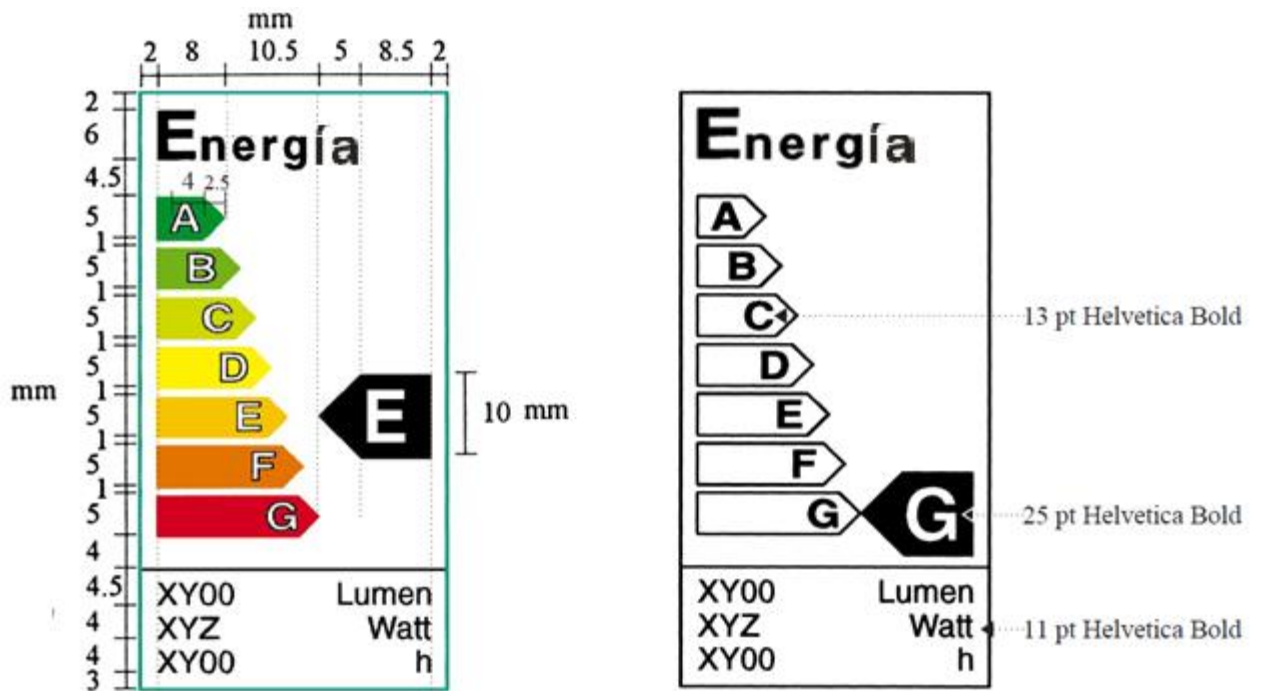 mm
2 8 10.5 5 8.5 2
2
6
4.5
5
1
5
1
5
1
5
1
5
1
5
1
5
4
4.5
4
4
3
mm
Energía
4 2.5
A
B
C
D
E
F
G
E
10 mm
XY00 Lumen
XYZ Watt
XY00 h
Energía
A
B
C
D
E
F
G
G
13 pt Helvetica Bold
25 pt Helvetica Bold
XY00 Lumen
XYZ Watt
XY00 h
11 pt Helvetica Bold